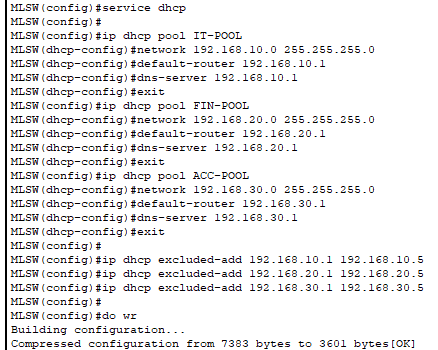 MLSW(config)#service dhcp
MLSW(config)#
MLSW(config)#ip dhcp pool IT-POOL
MLSW(dhcp-config)#network 192.168.10.0 255.255.255.0
MLSW(dhcp-config)#default-router 192.168.10.1
MLSW(dhcp-config)#dns-server 192.168.10.1
MLSW(dhcp-config)#exit
MLSW(config)#ip dhcp pool FIN-POOL
MLSW(dhcp-config)#network 192.168.20.0 255.255.255.0
MLSW(dhcp-config)#default-router 192.168.20.1
MLSW(dhcp-config)#dns-server 192.168.20.1
MLSW(dhcp-config)#exit
MLSW(config)#ip dhcp pool ACC-POOL
MLSW(dhcp-config)#network 192.168.30.0 255.255.255.0
MLSW(dhcp-config)#default-router 192.168.30.1
MLSW(dhcp-config)#dns-server 192.168.30.1
MLSW(dhcp-config)#exit
MLSW(config)#
MLSW(config)#ip dhcp excluded-add 192.168.10.1 192.168.10.5
MLSW(config)#ip dhcp excluded-add 192.168.20.1 192.168.20.5
MLSW(config)#ip dhcp excluded-add 192.168.30.1 192.168.30.5
MLSW(config)#
MLSW(config)#do wr
Building configuration...
Compressed configuration from 7383 bytes to 3601 bytes[OK]